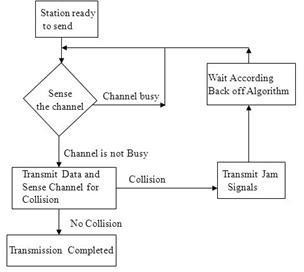 Station ready
to send
Sense
the channel
Channel busy
Wait According
Back off Algorithm
Channel is not Busy
Transmit Data and
Sense Channel for
Collision
Collision
Transmit Jam
Signals
No Collision
Transmission Completed